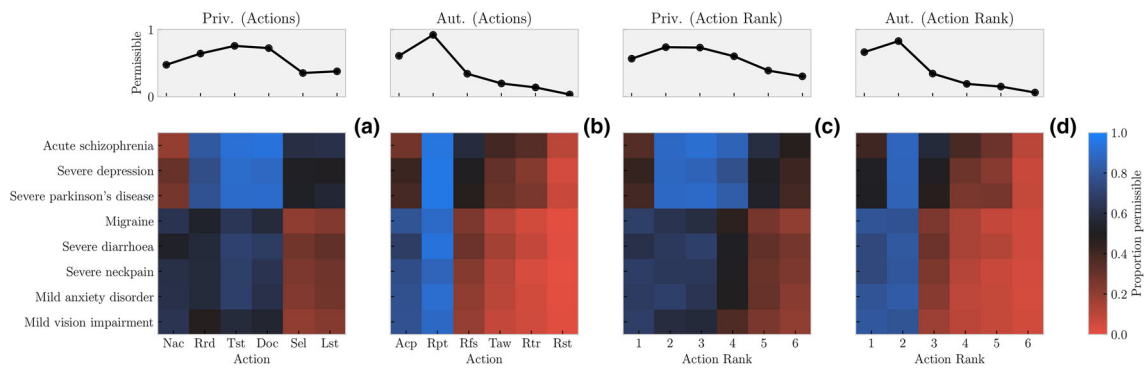 Priv. (Actions)
Aut. (Actions)
Priv. (Action Rank)
Aut. (Action Rank)
Permissible
1
0
(a)
(b)
(c)
(d)
Acute schizophrenia
Severe depression
Severe parkinson's disease
Migraine
Severe diarrhoea
Severe neckpain
Mild anxiety disorder
Mild vision impairment
Nac Rrd Tst Doc Sel Lst
Action
Acp Rpt Rfs Taw Rtr Rst
Action
1 2 3 4 5 6
Action Rank
1 2 3 4 5 6
Action Rank
1.0
0.8
0.6
0.4
0.2
0.0
Proportion permissible